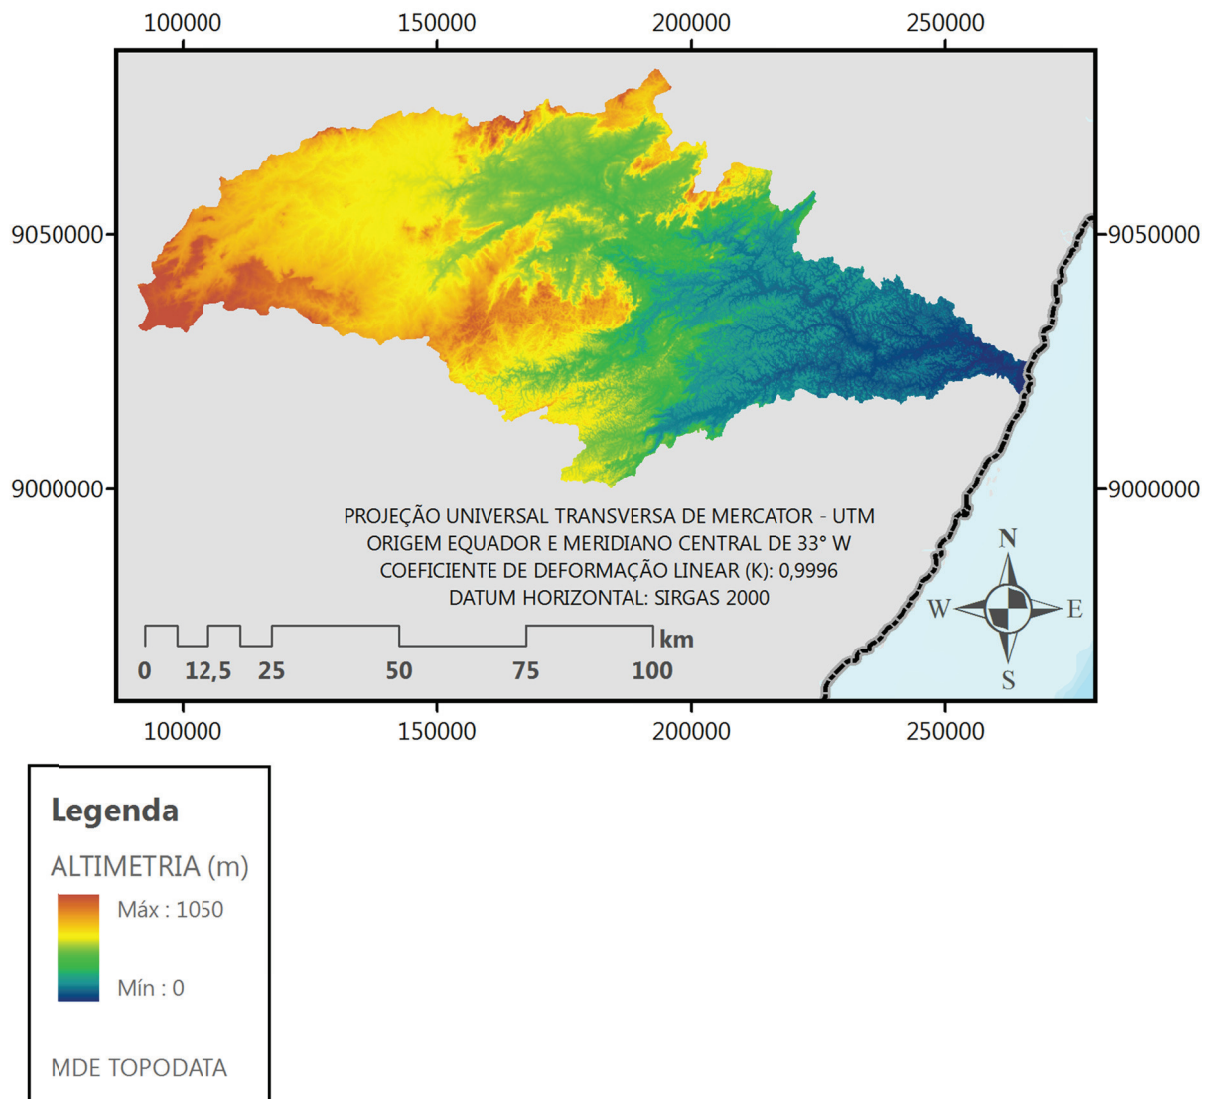 100000 150000 200000 250000
9050000 9050000
9000000 9000000
PROJEÇÃO UNIVERSAL TRANSVERSA DE MERCATOR - UTM
ORIGEM EQUADOR E MERIDIANO CENTRAL DE 33° W
COEFICIENTE DE DEFORMAÇÃO LINEAR (K): 0,9996
DATUM HORIZONTAL: SIRGAS 2000
N
W E
S
km
0 12,5 25 50 75 100
100000 150000 200000 250000
Legenda
ALTIMETRIA (m)
Máx : 1050
Mín : 0
MDE TOPODATA